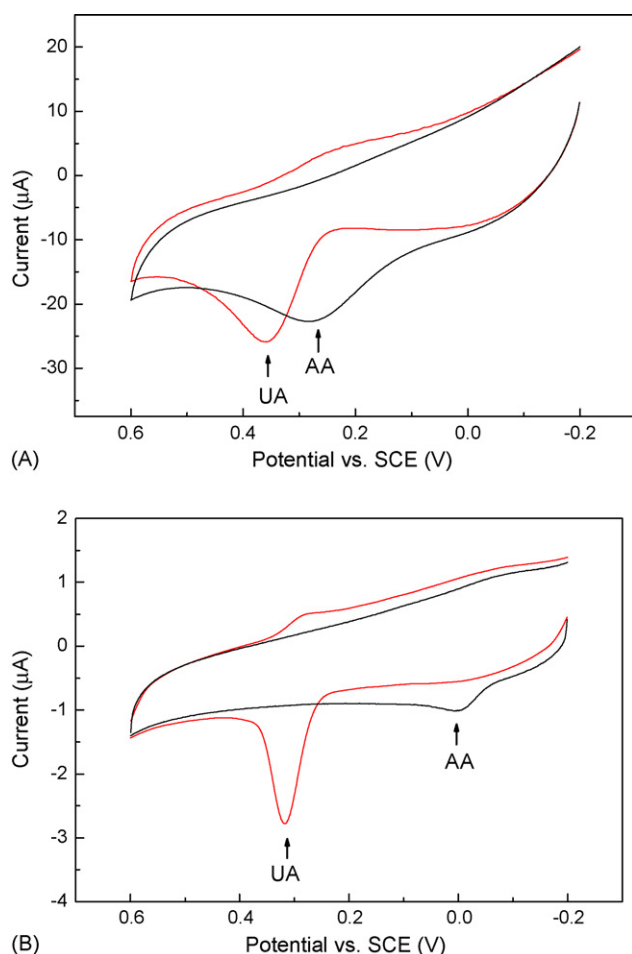 20
10
0
-10
-20
-30
Current (μA)
UA
AA
0.6
0.4
0.2
0.0
-0.2
(A)
Potential vs. SCE (V)
2
1
0
-1
-2
-3
-4
Current (μA)
AA
UA
0.6
0.4
0.2
0.0
-0.2
(B)
Potential vs. SCE (V)